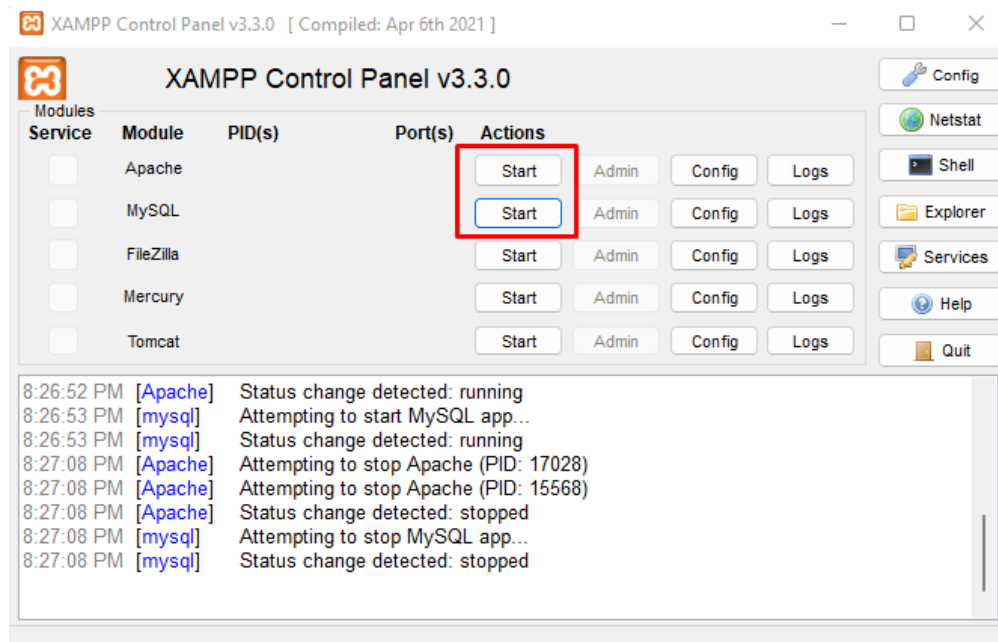 XAMPP Control Panel v3.3.0 [ Compiled: Apr 6th 2021 ]
XAMPP Control Panel v3.3.0
Config
Modules
Service Module PID(s) Port(s) Actions
Netstat
Apache Start Admin Config Logs
Shell
MySQL Start Admin Config Logs
Explorer
FileZilla Start Admin Config Logs
Services
Mercury Start Admin Config Logs
Help
Tomcat Start Admin Config Logs
Quit
8:26:52 PM [Apache] Status change detected: running
8:26:53 PM [mysql] Attempting to start MySQL app...
8:26:53 PM [mysql] Status change detected: running
8:27:08 PM [Apache] Attempting to stop Apache (PID: 17028)
8:27:08 PM [Apache] Attempting to stop Apache (PID: 15568)
8:27:08 PM [Apache] Status change detected: stopped
8:27:08 PM [mysql] Attempting to stop MySQL app...
8:27:08 PM [mysql] Status change detected: stopped